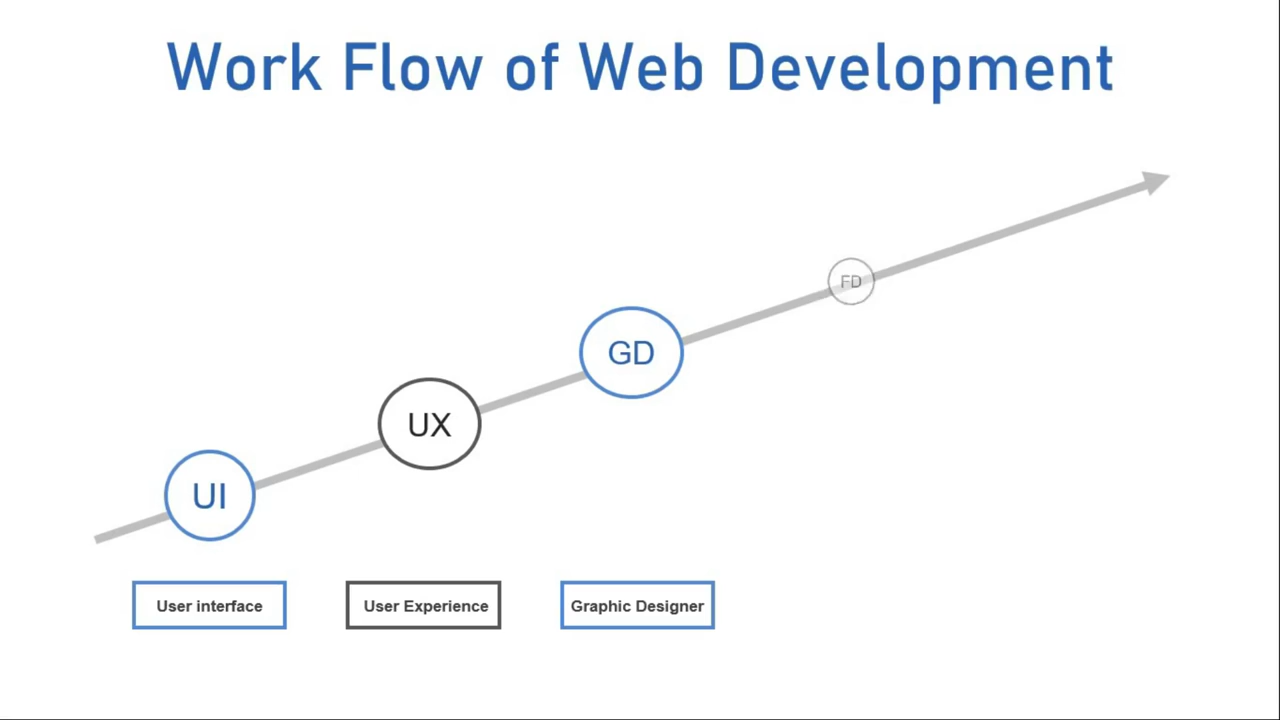 Work Flow of Web Development
FD
GD
UX
UI
User interface
User Experience
Graphic Designer